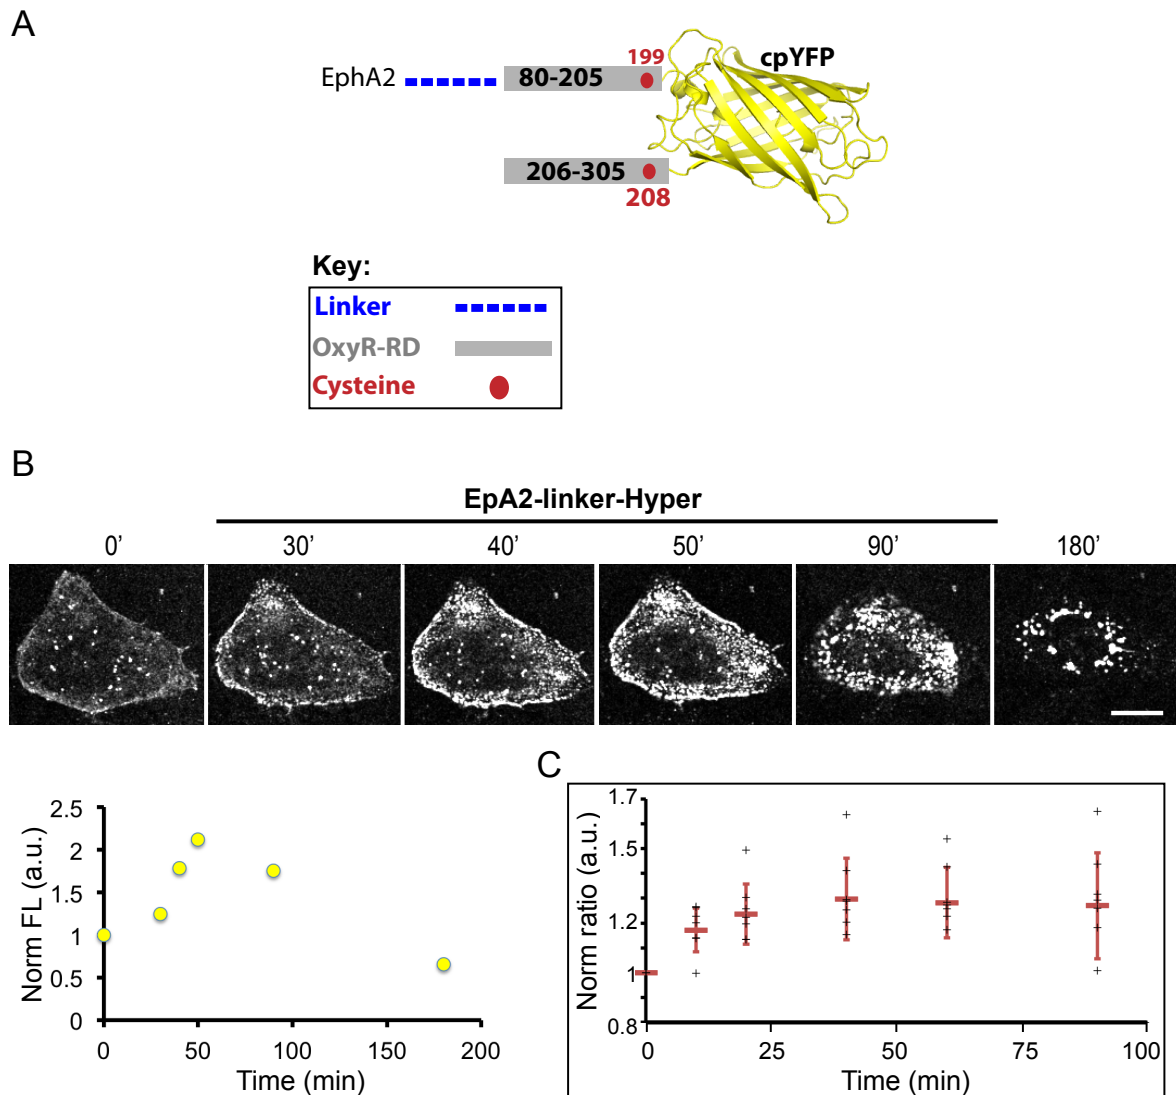 A
EphA2
80-205
199
cpYFP
206-305
208
Key:
Linker
OxyR-RD
Cysteine
B
EpA2-linker-Hyper
0’ 30’ 40’ 50’ 90’ 180’
2.5
2
1.5
1
0.5
0
Norm FL (a.u.)
0 50 100 150 200
Time (min)
C
1.7
1.5
1.2
1
0.8
Norm ratio (a.u.)
0 25 50 75 100
Time (min)